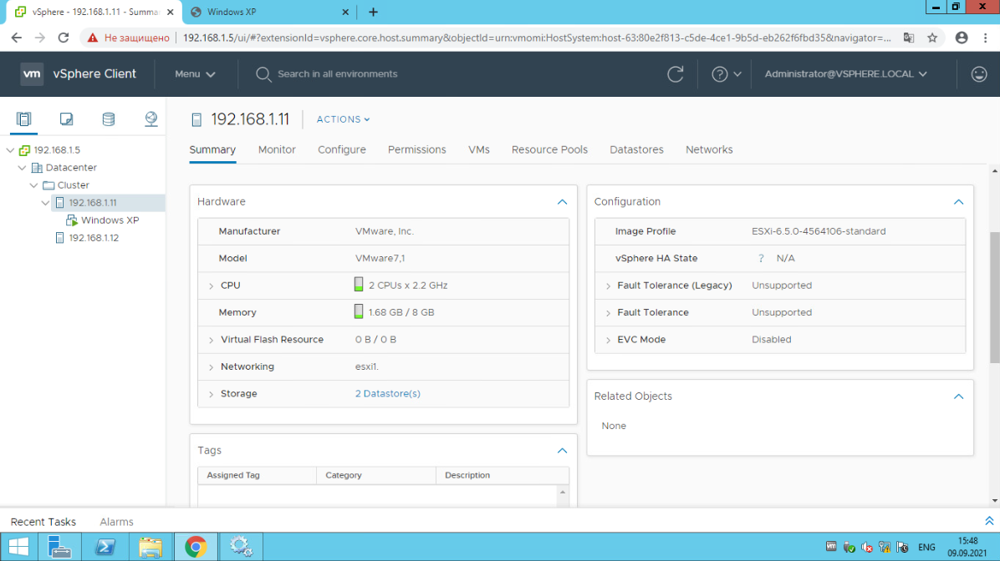 vSphere - 192.168.1.11 - Summa
Windows XP
Не защищено
192.168.1.5/ui/#?extensionId=vsphere.core.host.summary&objectId=urn:vmomi:HostSystem:host-63:80e2f813-c5de-4ce1-9b5d-eb262f6fbd35&navigator=...
vm vSphere Client
Menu
Search in all environments
Administrator@VSPHERE.LOCAL
192.168.1.5
Datacenter
Cluster
192.168.1.11
Windows XP
192.168.1.12
192.168.1.11
ACTIONS
Summary Monitor Configure Permissions VMs Resource Pools Datastores Networks
Hardware
Manufacturer VMware, Inc.
Model VMware7,1
CPU 2 CPUs x 2.2 GHz
Memory 1.68 GB / 8 GB
Virtual Flash Resource 0 B / 0 B
Networking esxi1.
Storage 2 Datastore(s)
Tags
Assigned Tag Category Description
Configuration
Image Profile ESXi-6.5.0-4564106-standard
vSphere HA State ? N/A
Fault Tolerance (Legacy) Unsupported
Fault Tolerance Unsupported
EVC Mode Disabled
Related Objects
None
Recent Tasks Alarms
ENG
15:48
09.09.2021